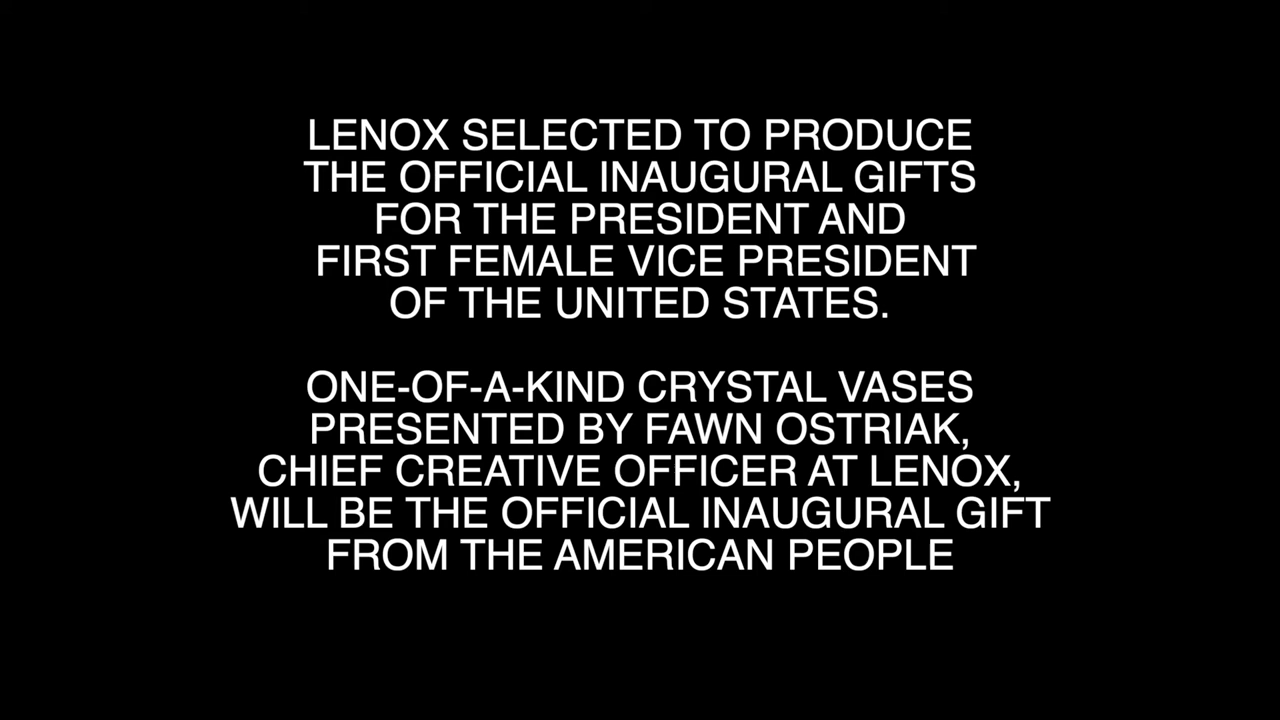 LENOX SELECTED TO PRODUCE
THE OFFICIAL INAUGURAL GIFTS
FOR THE PRESIDENT AND
FIRST FEMALE VICE PRESIDENT
OF THE UNITED STATES.
ONE-OF-A-KIND CRYSTAL VASES
PRESENTED BY FAWN OSTRIAK,
CHIEF CREATIVE OFFICER AT LENOX,
WILL BE THE OFFICIAL INAUGURAL GIFT
FROM THE AMERICAN PEOPLE